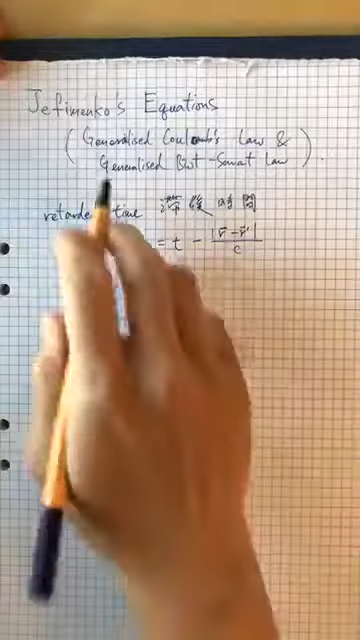 Jefimenko's Equations
(Generalised Coulomb's Law &
Generalised Biot-Savart Law).
retarded time 滯後時間
= t - |r⃗ - r⃗'| / c